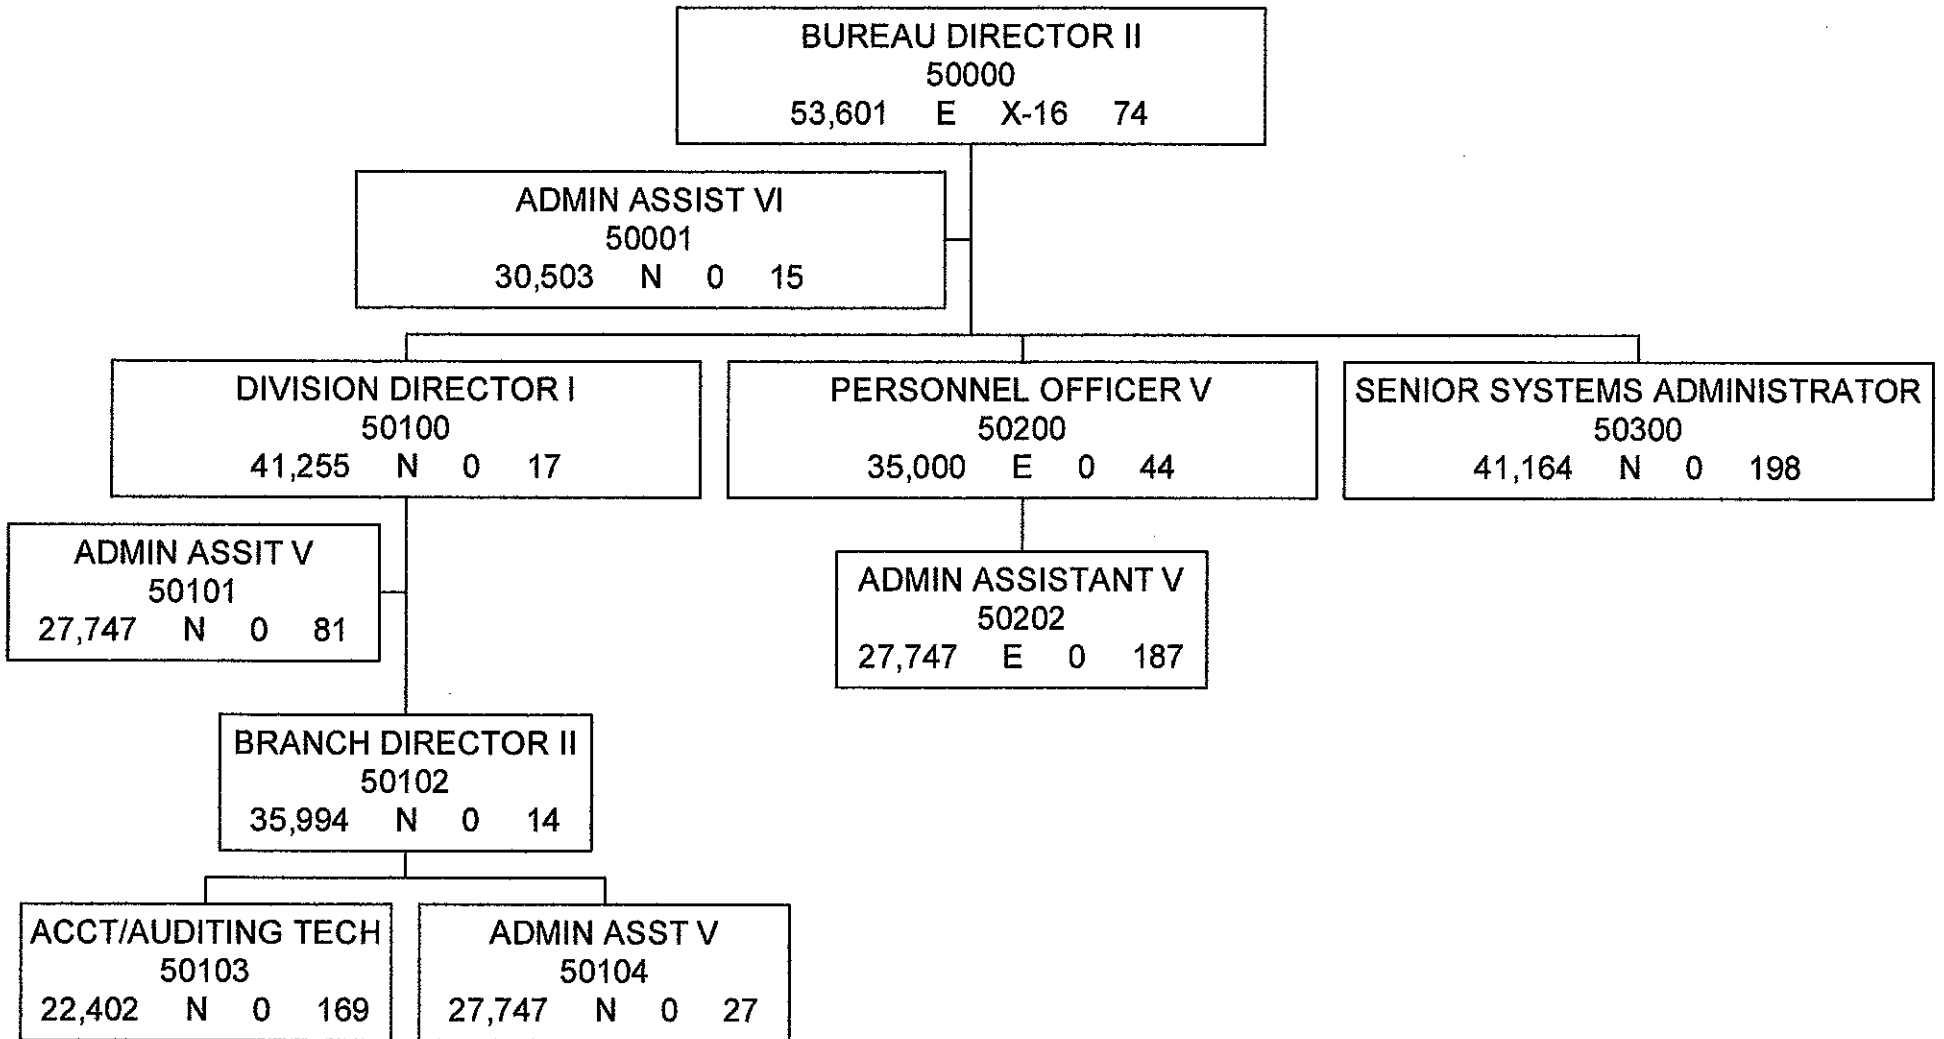 BUREAU DIRECTOR II
50000
53,601 E X-16 74
ADMIN ASSIST VI
50001
30,503 N 0 15
DIVISION DIRECTOR I
50100
41,255 N 0 17
PERSONNEL OFFICER V
50200
35,000 E 0 44
SENIOR SYSTEMS ADMINISTRATOR
50300
41,164 N 0 198
ADMIN ASSIT V
50101
27,747 N 0 81
ADMIN ASSISTANT V
50202
27,747 E 0 187
BRANCH DIRECTOR II
50102
35,994 N 0 14
ACCT/AUDITING TECH
50103
22,402 N 0 169
ADMIN ASST V
50104
27,747 N 0 27